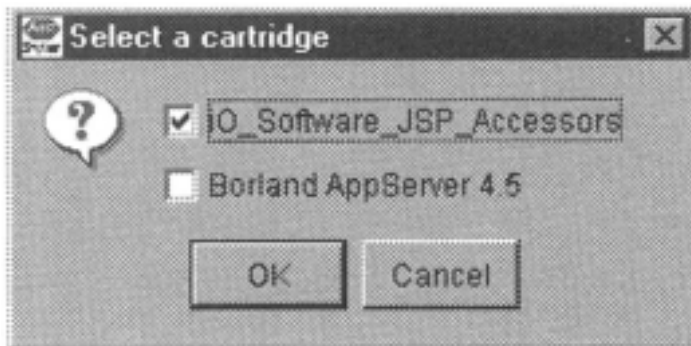 Select a cartridge
iO_Software_JSP_Accessors
Borland AppServer 4.5
OK
Cancel